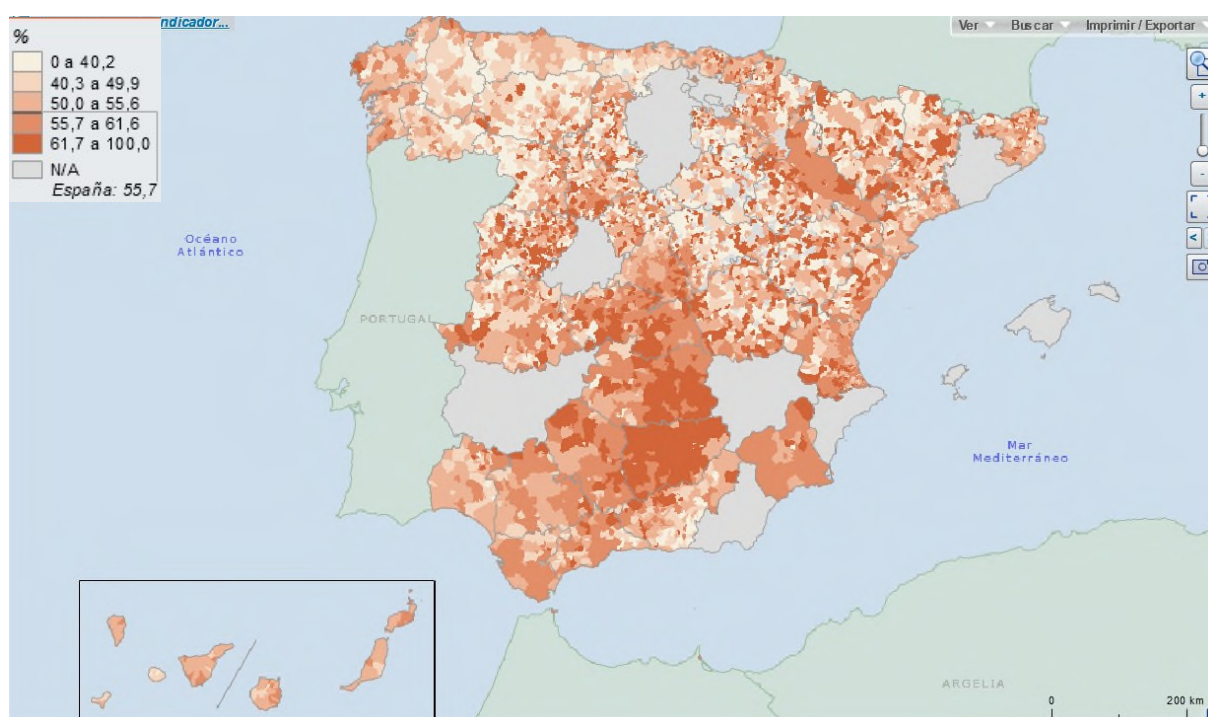 ndicador...
Ver
Buscar
Imprimir / Exportar
%
0 a 40,2
40,3 a 49,9
50,0 a 55,6
55,7 a 61,6
61,7 a 100,0
N/A
España: 55,7
+
-
<
Océano
Atlántico
PORTUGAL
Mar
Mediterráneo
ARGELIA
0
200 km